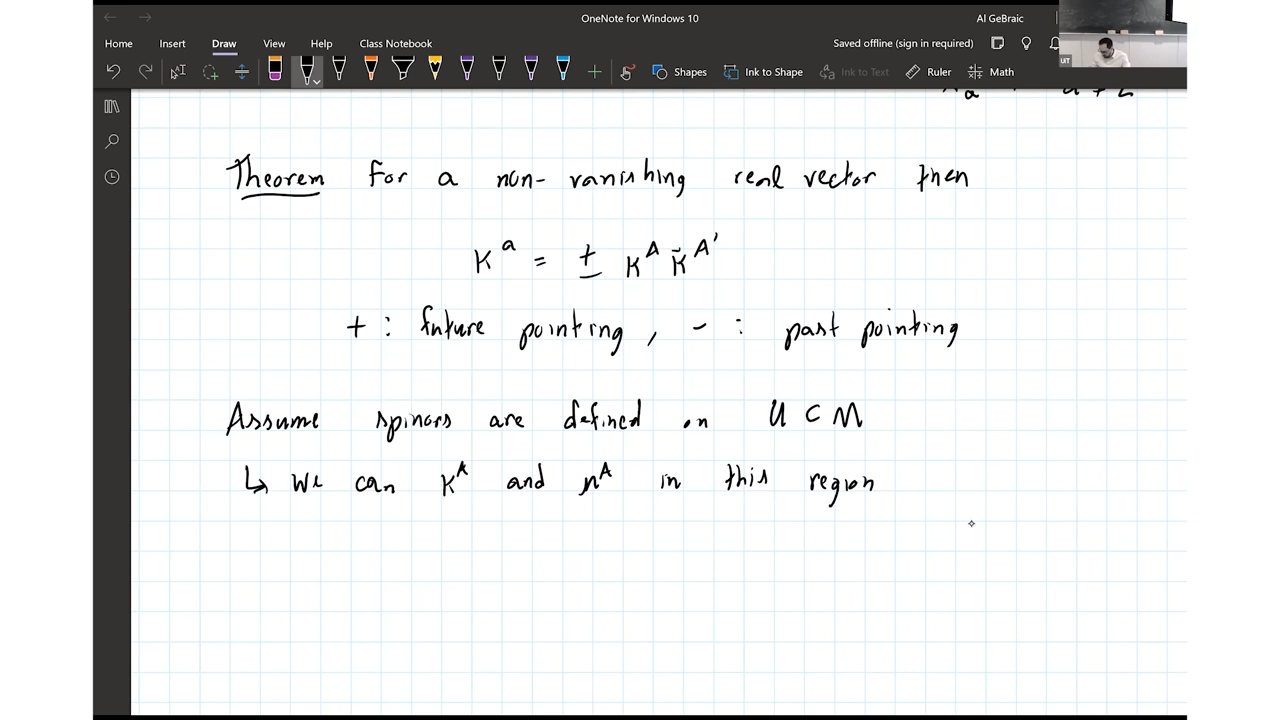 OneNote for Windows 10
Al GeBraic
Home Insert Draw View Help Class Notebook
Saved offline (sign in required)
Shapes Ink to Shape Ink to Text Ruler Math
UiT
Theorem For a non-vanishing real vector then
K^a = ± K^A K̄^A'
+ : future pointing, - : past pointing
Assume spinors are defined on U ⊂ M
↳ We can K^A and n^A in this region